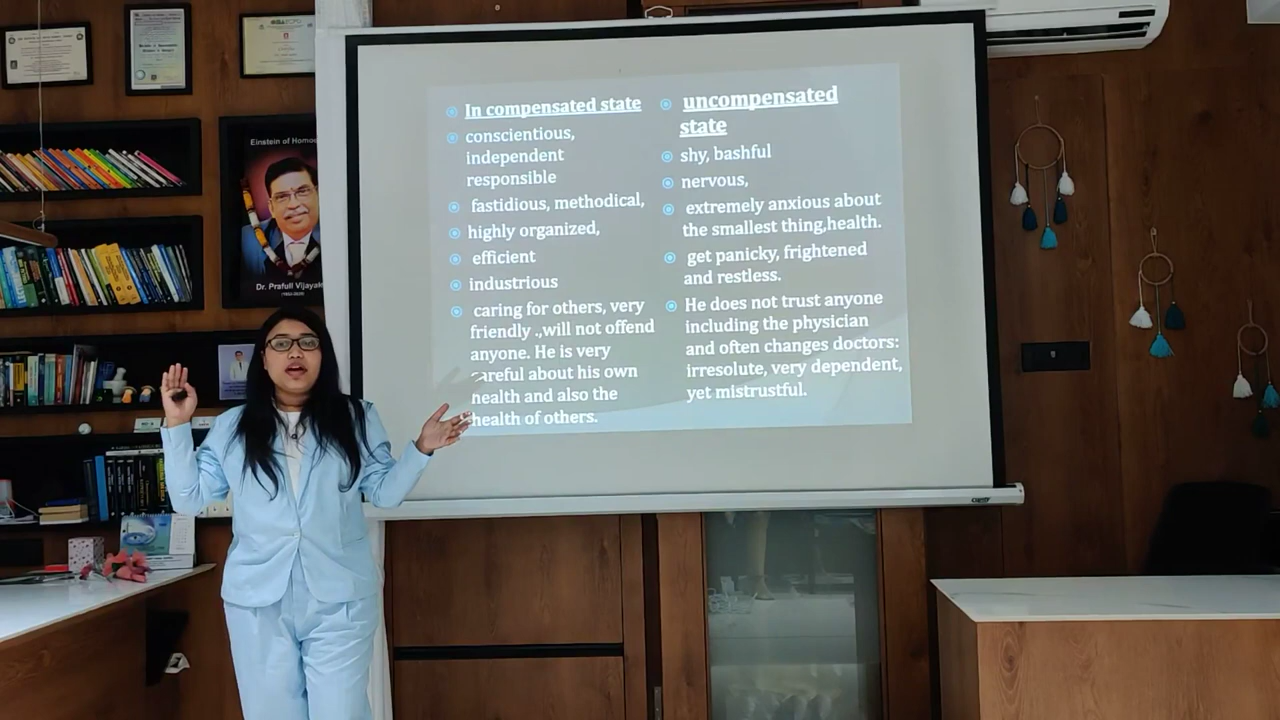 Einstein of Homoe
Dr. Prafull Vijayak
In compensated state
conscientious,
independent
responsible
fastidious, methodical,
highly organized,
efficient
industrious
caring for others, very
friendly .,will not offend
anyone. He is very
careful about his own
health and also the
health of others.
uncompensated
state
shy, bashful
nervous,
extremely anxious about
the smallest thing,health.
get panicky, frightened
and restless.
He does not trust anyone
including the physician
and often changes doctors:
irresolute, very dependent,
yet mistrustful.